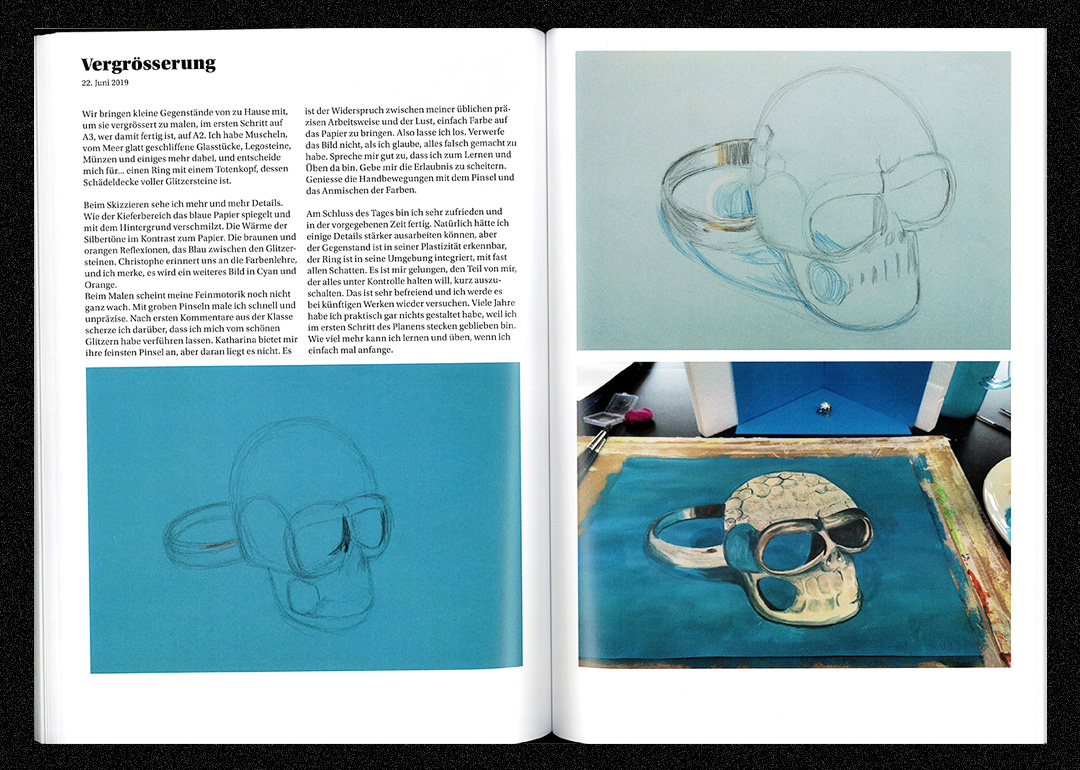 Vergrösserung
22. Juni 2019
Wir bringen kleine Gegenstände von zu Hause mit,
um sie vergrössert zu malen, im ersten Schritt auf
A3, wer damit fertig ist, auf A2. Ich habe Muscheln,
vom Meer glatt geschliffene Glasstücke, Legosteine,
Münzen und einiges mehr dabei, und entscheide
mich für... einen Ring mit einem Totenkopf, dessen
Schädeldecke voller Glitzersteine ist.
Beim Skizzieren sehe ich mehr und mehr Details.
Wie der Kieferbereich das blaue Papier spiegelt und
mit dem Hintergrund verschmilzt. Die Wärme der
Silbertöne im Kontrast zum Papier. Die braunen und
orangen Reflexionen, das Blau zwischen den Glitzer-
steinen. Christophe erinnert uns an die Farbenlehre,
und ich merke, es wird ein weiteres Bild in Cyan und
Orange.
Beim Malen scheint meine Feinmotorik noch nicht
ganz wach. Mit groben Pinseln male ich schnell und
unpräzise. Nach ersten Kommentare aus der Klasse
scherze ich darüber, dass ich mich vom schönen
Glitzern habe verführen lassen. Katharina bietet mir
ihre feinsten Pinsel an, aber daran liegt es nicht. Es
ist der Widerspruch zwischen meiner üblichen prä-
zisen Arbeitsweise und der Lust, einfach Farbe auf
das Papier zu bringen. Also lasse ich los. Verwerfe
das Bild nicht, als ich glaube, alles falsch gemacht zu
habe. Spreche mir gut zu, dass ich zum Lernen und
Üben da bin. Gebe mir die Erlaubnis zu scheitern.
Geniesse die Handbewegungen mit dem Pinsel und
das Anmischen der Farben.
Am Schluss des Tages bin ich sehr zufrieden und
in der vorgegebenen Zeit fertig. Natürlich hätte ich
einige Details stärker ausarbeiten können, aber
der Gegenstand ist in seiner Plastizität erkennbar,
der Ring ist in seine Umgebung integriert, mit fast
allen Schatten. Es ist mir gelungen, den Teil von mir,
der alles unter Kontrolle halten will, kurz auszu-
schalten. Das ist sehr befreiend und ich werde es
bei künftigen Werken wieder versuchen. Viele Jahre
habe ich praktisch gar nichts gestaltet habe, weil ich
im ersten Schritt des Planens stecken geblieben bin.
Wie viel mehr kann ich lernen und üben, wenn ich
einfach mal anfange.